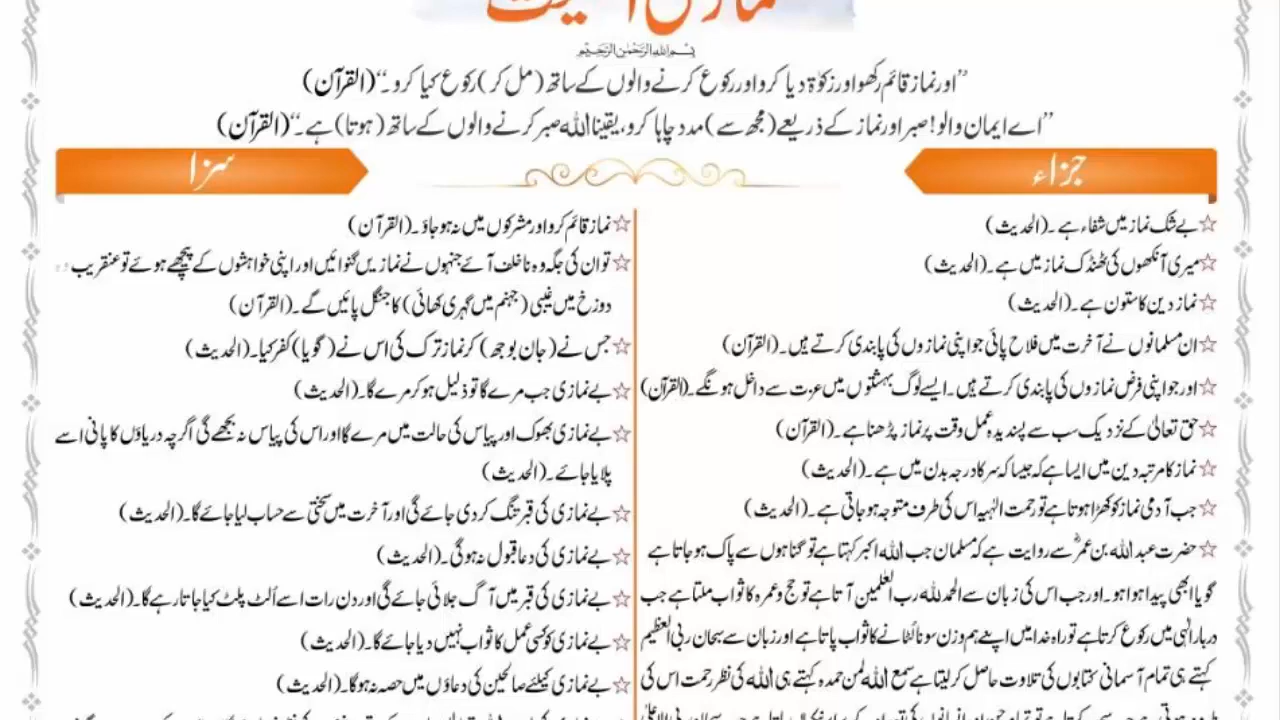 نماز کی اہمیت
بسم اللہ الرحمٰن الرحیم
”اور نماز قائم رکھو اور زکوٰۃ دیا کرو اور رکوع کرنے والوں کے ساتھ (مل کر) رکوع کیا کرو۔“ (القرآن)
”اے ایمان والو! صبر اور نماز کے ذریعے (مجھ سے) مدد چاہا کرو، یقینا اللہ صبر کرنے والوں کے ساتھ (ہوتا) ہے۔“ (القرآن)
جزاء
☆ بے شک نماز میں شفاء ہے۔ (الحدیث)
☆ میری آنکھوں کی ٹھنڈک نماز میں ہے۔ (الحدیث)
☆ نماز دین کا ستون ہے۔ (الحدیث)
☆ ان مسلمانوں نے آخرت میں فلاح پائی جو اپنی نمازوں کی پابندی کرتے ہیں۔ (القرآن)
☆ اور جو اپنی فرض نمازوں کی پابندی کرتے ہیں۔ ایسے لوگ بہشتوں میں عزت سے داخل ہونگے۔ (القرآن)
☆ حق تعالیٰ کے نزدیک سب سے پسندیدہ عمل وقت پر نماز پڑھنا ہے۔ (القرآن)
☆ نماز کا مرتبہ دین میں ایسا ہے کہ جیسا کہ سر کا درجہ بدن میں ہے۔ (الحدیث)
☆ جب آدمی نماز کو کھڑا ہوتا ہے تو رحمت الہٰیہ اس کی طرف متوجہ ہو جاتی ہے۔ (الحدیث)
☆ حضرت عبد اللہ بن عمرؓ سے روایت ہے کہ مسلمان جب اللہ اکبر کہتا ہے تو گناہوں سے پاک ہو جاتا ہے
گویا ابھی پیدا ہوا ہو۔ اور جب اس کی زبان سے الحمد للہ رب العٰلمین آتا ہے تو حج و عمرہ کا ثواب ملتا ہے جب
دربار الٰہی میں رکوع کرتا ہے تو راہ خدا میں اپنے ہم وزن سونا لٹانے کا ثواب پاتا ہے اور زبان سے سبحان ربی العظیم
کہتے ہی تمام آسمانی کتابوں کی تلاوت حاصل کر لیتا ہے سمع اللہ لمن حمدہ کہتے ہی اللہ کی نظر رحمت اس کی
سزا
☆ نماز قائم کرو اور مشرکوں میں نہ ہو جاؤ۔ (القرآن)
☆ تو ان کی جگہ وہ ناخلف آئے جنہوں نے نمازیں گنوائیں اور اپنی خواہشوں کے پیچھے ہوئے تو عنقریب وہ
دوزخ میں غیبی (جہنم میں گہری کھائی) کا جنگل پائیں گے۔ (القرآن)
☆ جس نے (جان بوجھ) کر نماز ترک کی اس نے (گویا) کفر کیا۔ (الحدیث)
☆ بے نمازی جب مرے گا تو ذلیل ہو کر مرے گا۔ (الحدیث)
☆ بے نمازی بھوک اور پیاس کی حالت میں مرے گا اور اس کی پیاس نہ بجھے گی اگرچہ دریاؤں کا پانی اسے
پلایا جائے۔ (الحدیث)
☆ بے نمازی کی قبر تنگ کر دی جائے گی اور آخرت میں سختی سے حساب لیا جائے گا۔ (الحدیث)
☆ بے نمازی کی دعا قبول نہ ہوگی۔ (الحدیث)
☆ بے نمازی کی قبر میں آگ جلائی جائے گی اور دن رات اسے اُلٹ پلٹ کیا جاتا رہے گا۔ (الحدیث)
☆ بے نمازی کو کسی عمل کا ثواب نہیں دیا جائے گا۔ (الحدیث)
☆ بے نمازی کیلئے صالحین کی دعاؤں میں حصہ نہ ہوگا۔ (الحدیث)